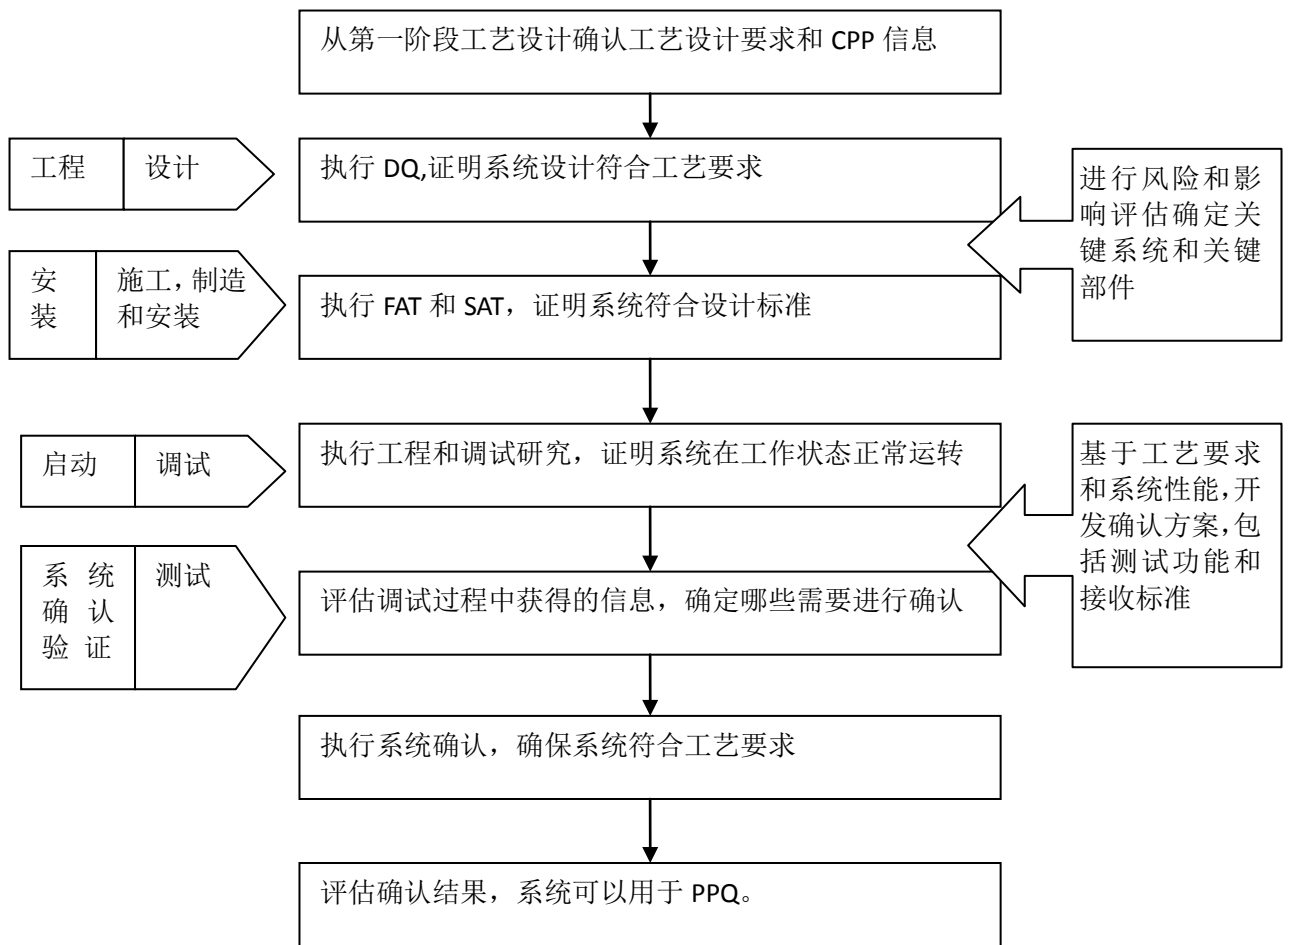 从第一阶段工艺设计确认工艺设计要求和 CPP 信息
工程
设计
执行 DQ,证明系统设计符合工艺要求
进行风险和影
响评估确定关
键系统和关键
部件
安
装
施工,制造
和安装
执行 FAT 和 SAT，证明系统符合设计标准
启动
调试
执行工程和调试研究，证明系统在工作状态正常运转
基于工艺要求
和系统性能,开
发确认方案,包
括测试功能和
接收标准
系 统
确 认
验 证
测试
评估调试过程中获得的信息，确定哪些需要进行确认
执行系统确认，确保系统符合工艺要求
评估确认结果，系统可以用于 PPQ。